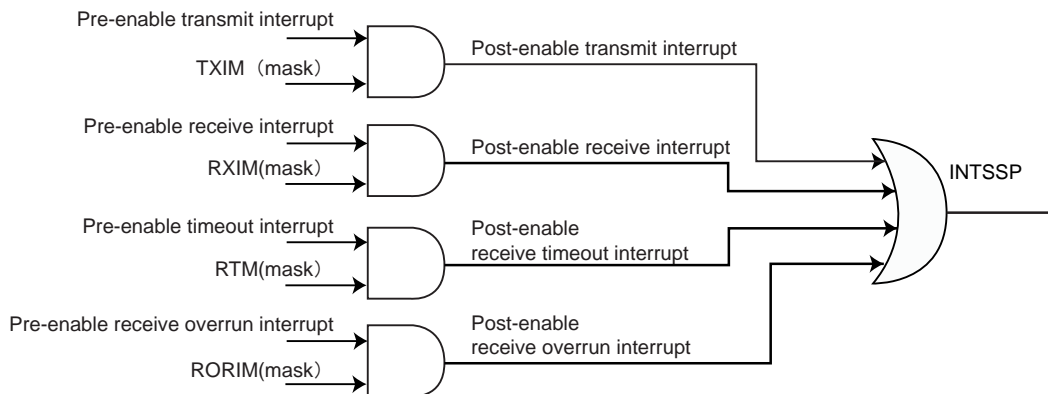 Pre-enable transmit interrupt
TXIM（mask）
Post-enable transmit interrupt
Pre-enable receive interrupt
RXIM(mask）
Post-enable receive interrupt
INTSSP
Pre-enable timeout interrupt
RTM(mask）
Post-enable
receive timeout interrupt
Pre-enable receive overrun interrupt
RORIM(mask）
Post-enable
receive overrun interrupt